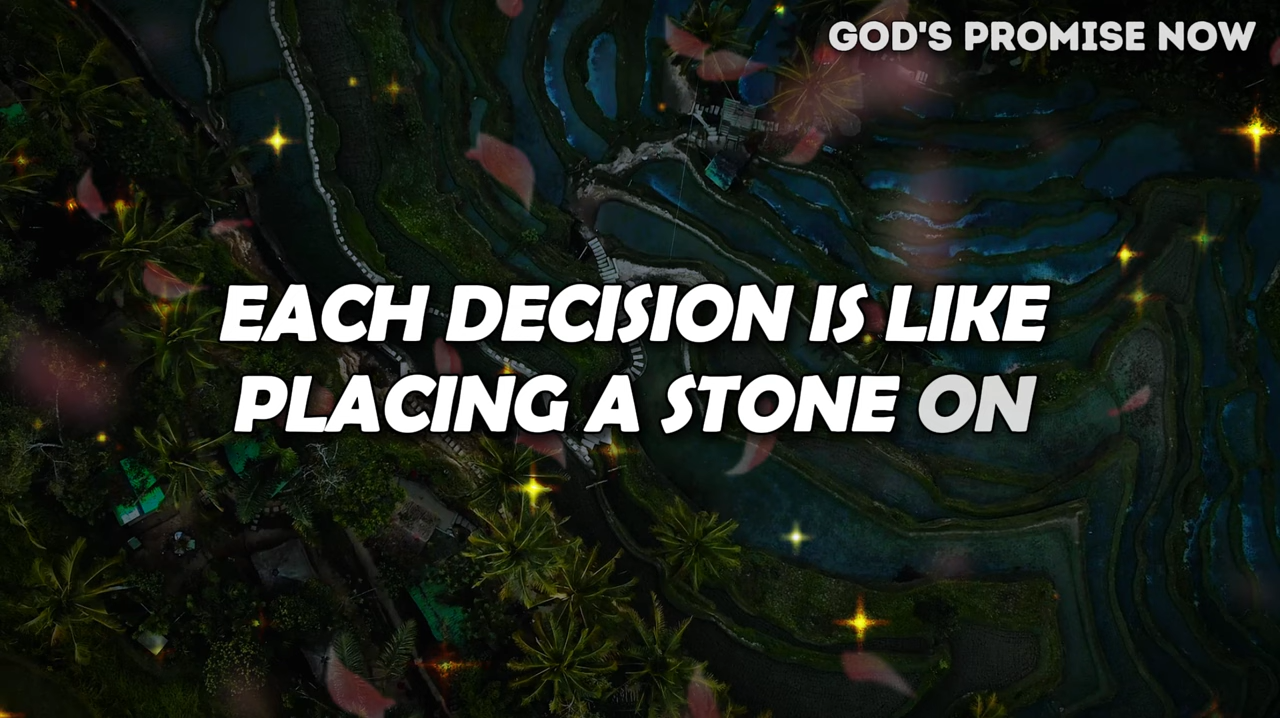 GOD'S PROMISE NOW
EACH DECISION IS LIKE
PLACING A STONE ON